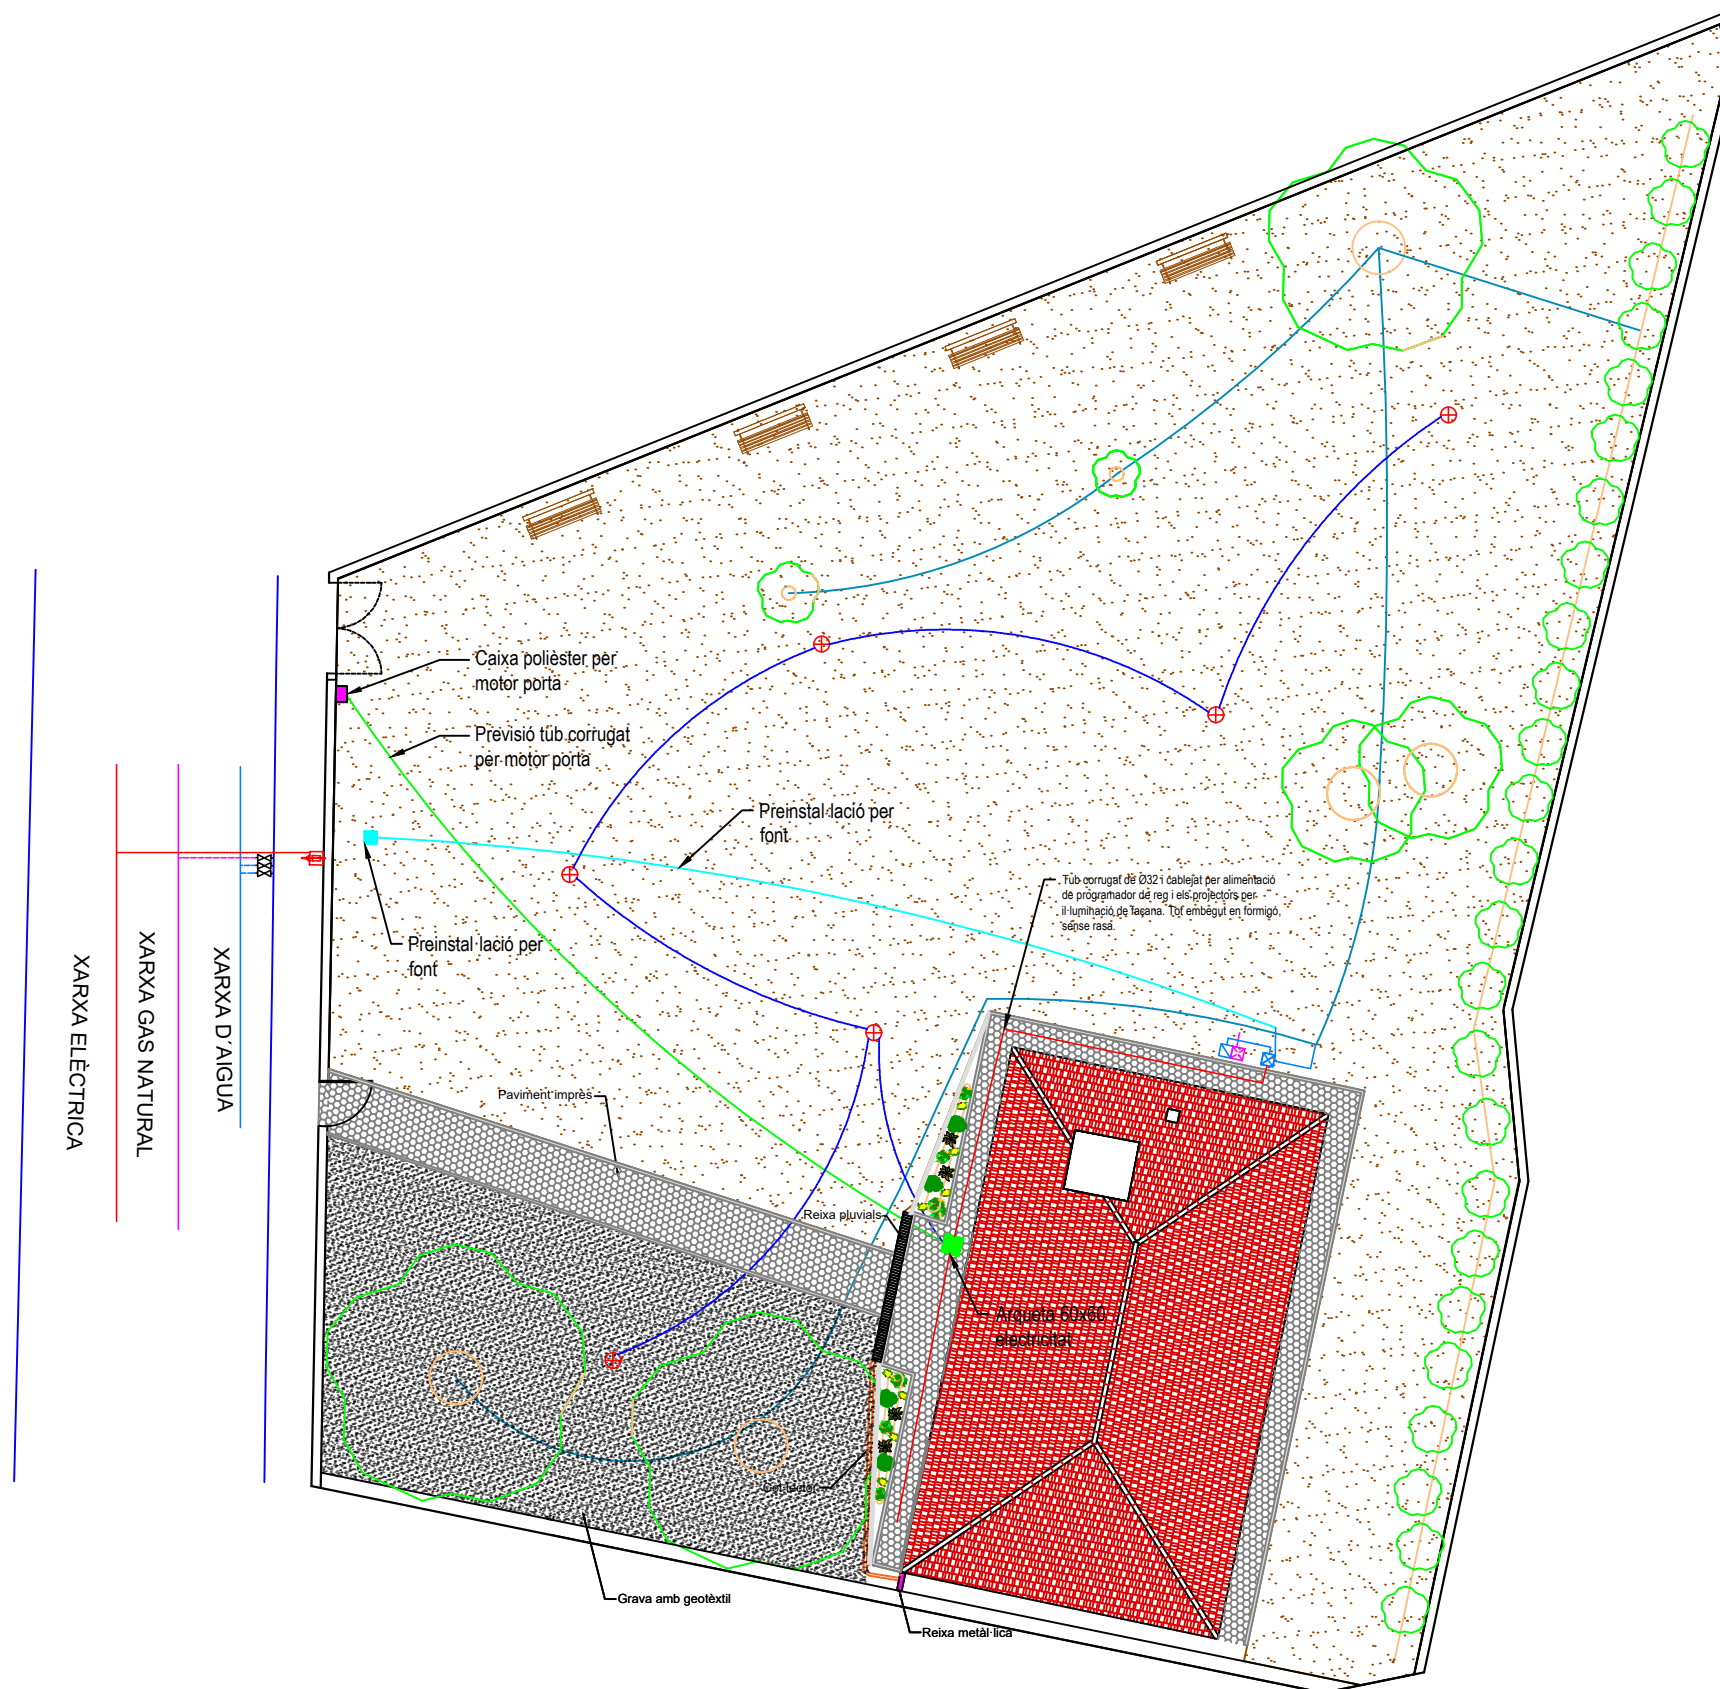 Caixa polièster per
motor porta
Previsió tub corrugat
per motor porta
Preinstal·lació per
font
Tub corrugat de Ø32 i cablejat per alimentació
de programador de reg i els projectors per
il·luminació de façana. Tot embegut en formigó,
sense rasa.
Preinstal·lació per
font
XARXA ELÈCTRICA
XARXA GAS NATURAL
XARXA D'AIGUA
Paviment imprès
Reixa pluvials
Arqueta 60x60
electricitat
Col·lector
Grava amb geotèxtil
Reixa metàl·lica